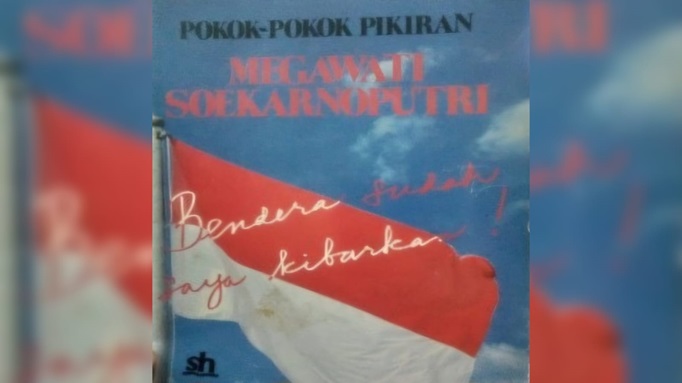 POKOK-POKOK PIKIRAN
MEGAWATI
SOEKARNOPUTRI
Bendera sudah
saya kibarkan!
sh